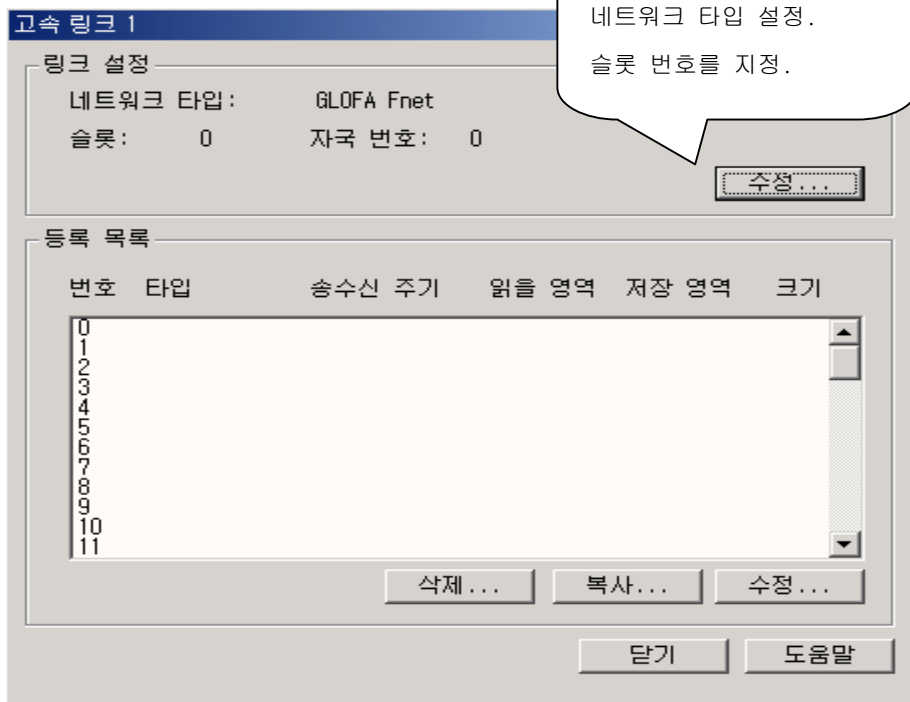 네트워크 타입 설정.
슬롯 번호를 지정.
고속 링크 1
링크 설정
네트워크 타입: GLOFA Fnet
슬롯: 0 자국 번호: 0
수정...
등록 목록
번호 타입 송수신 주기 읽을 영역 저장 영역 크기
0
1
2
3
4
5
6
7
8
9
10
11
삭제... 복사... 수정...
닫기 도움말